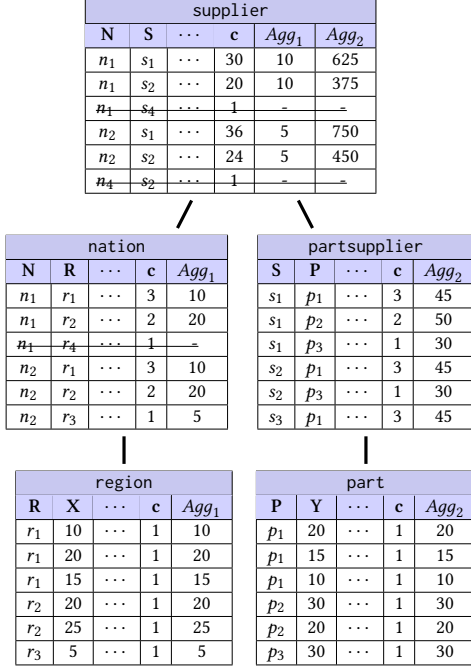 supplier
N S ··· c Agg₁ Agg₂
n₁ s₁ ··· 30 10 625
n₁ s₂ ··· 20 10 375
n₁ s₄ ··· 1 - -
n₂ s₁ ··· 36 5 750
n₂ s₂ ··· 24 5 450
n₄ s₂ ··· 1 - -
nation
N R ··· c Agg₁
n₁ r₁ ··· 3 10
n₁ r₂ ··· 2 20
n₁ r₄ ··· 1 -
n₂ r₁ ··· 3 10
n₂ r₂ ··· 2 20
n₂ r₃ ··· 1 5
partsupplier
S P ··· c Agg₂
s₁ p₁ ··· 3 45
s₁ p₂ ··· 2 50
s₁ p₃ ··· 1 30
s₂ p₁ ··· 3 45
s₂ p₃ ··· 1 30
s₃ p₁ ··· 3 45
region
R X ··· c Agg₁
r₁ 10 ··· 1 10
r₁ 20 ··· 1 20
r₁ 15 ··· 1 15
r₂ 20 ··· 1 20
r₂ 25 ··· 1 25
r₃ 5 ··· 1 5
part
P Y ··· c Agg₂
p₁ 20 ··· 1 20
p₁ 15 ··· 1 15
p₁ 10 ··· 1 10
p₂ 30 ··· 1 30
p₂ 20 ··· 1 20
p₃ 30 ··· 1 30